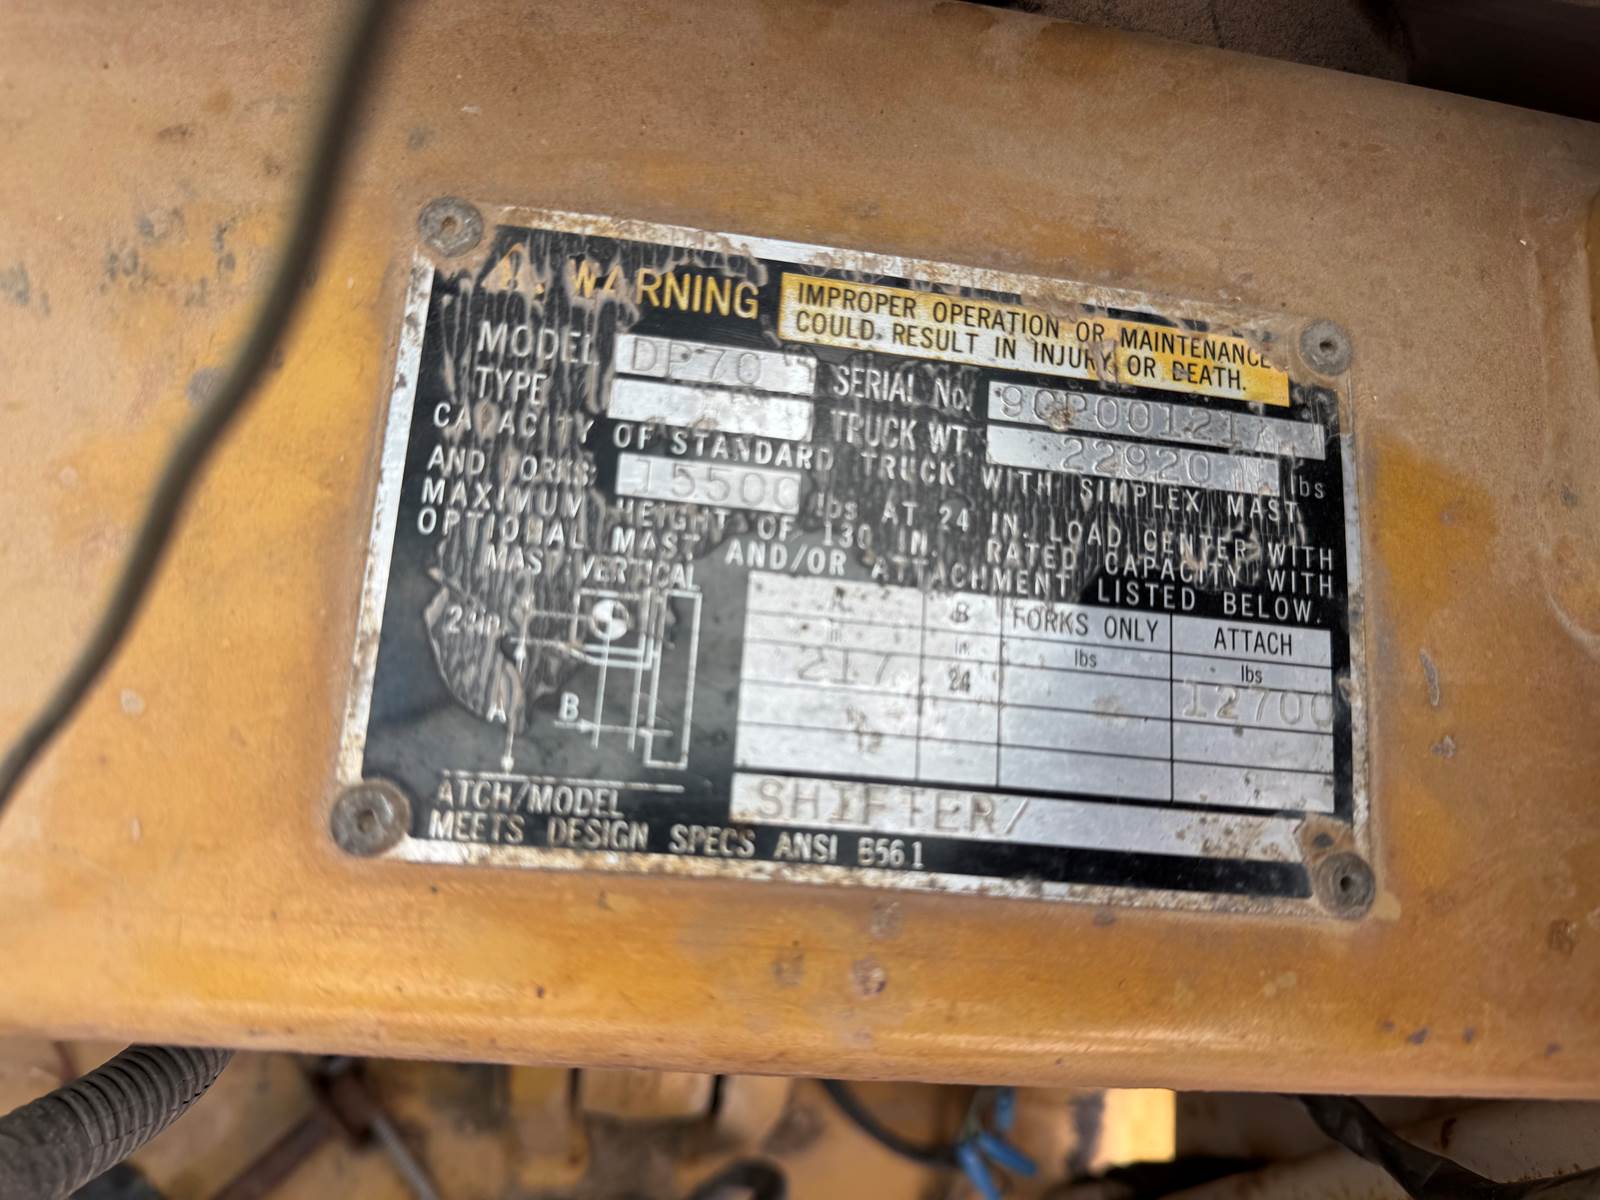 WARNING
IMPROPER OPERATION OR MAINTENANCE
COULD RESULT IN INJURY OR DEATH.
MODEL DP70 SERIAL No. 9CP00121
TYPE TRUCK WT. 22920 lbs
CAPACITY OF STANDARD TRUCK WITH SIMPLEX MAST
AND FORKS 15500 lbs AT 24 IN. LOAD CENTER WITH
MAXIMUM HEIGHT OF 130 IN. RATED CAPACITY WITH
OPTIONAL MAST AND/OR ATTACHMENT LISTED BELOW.
MAST VERTICAL
24in
A
B
A B FORKS ONLY ATTACH
in in lbs lbs
217 24 12700
ATCH/MODEL SHIFTER/
MEETS DESIGN SPECS ANSI B56 1